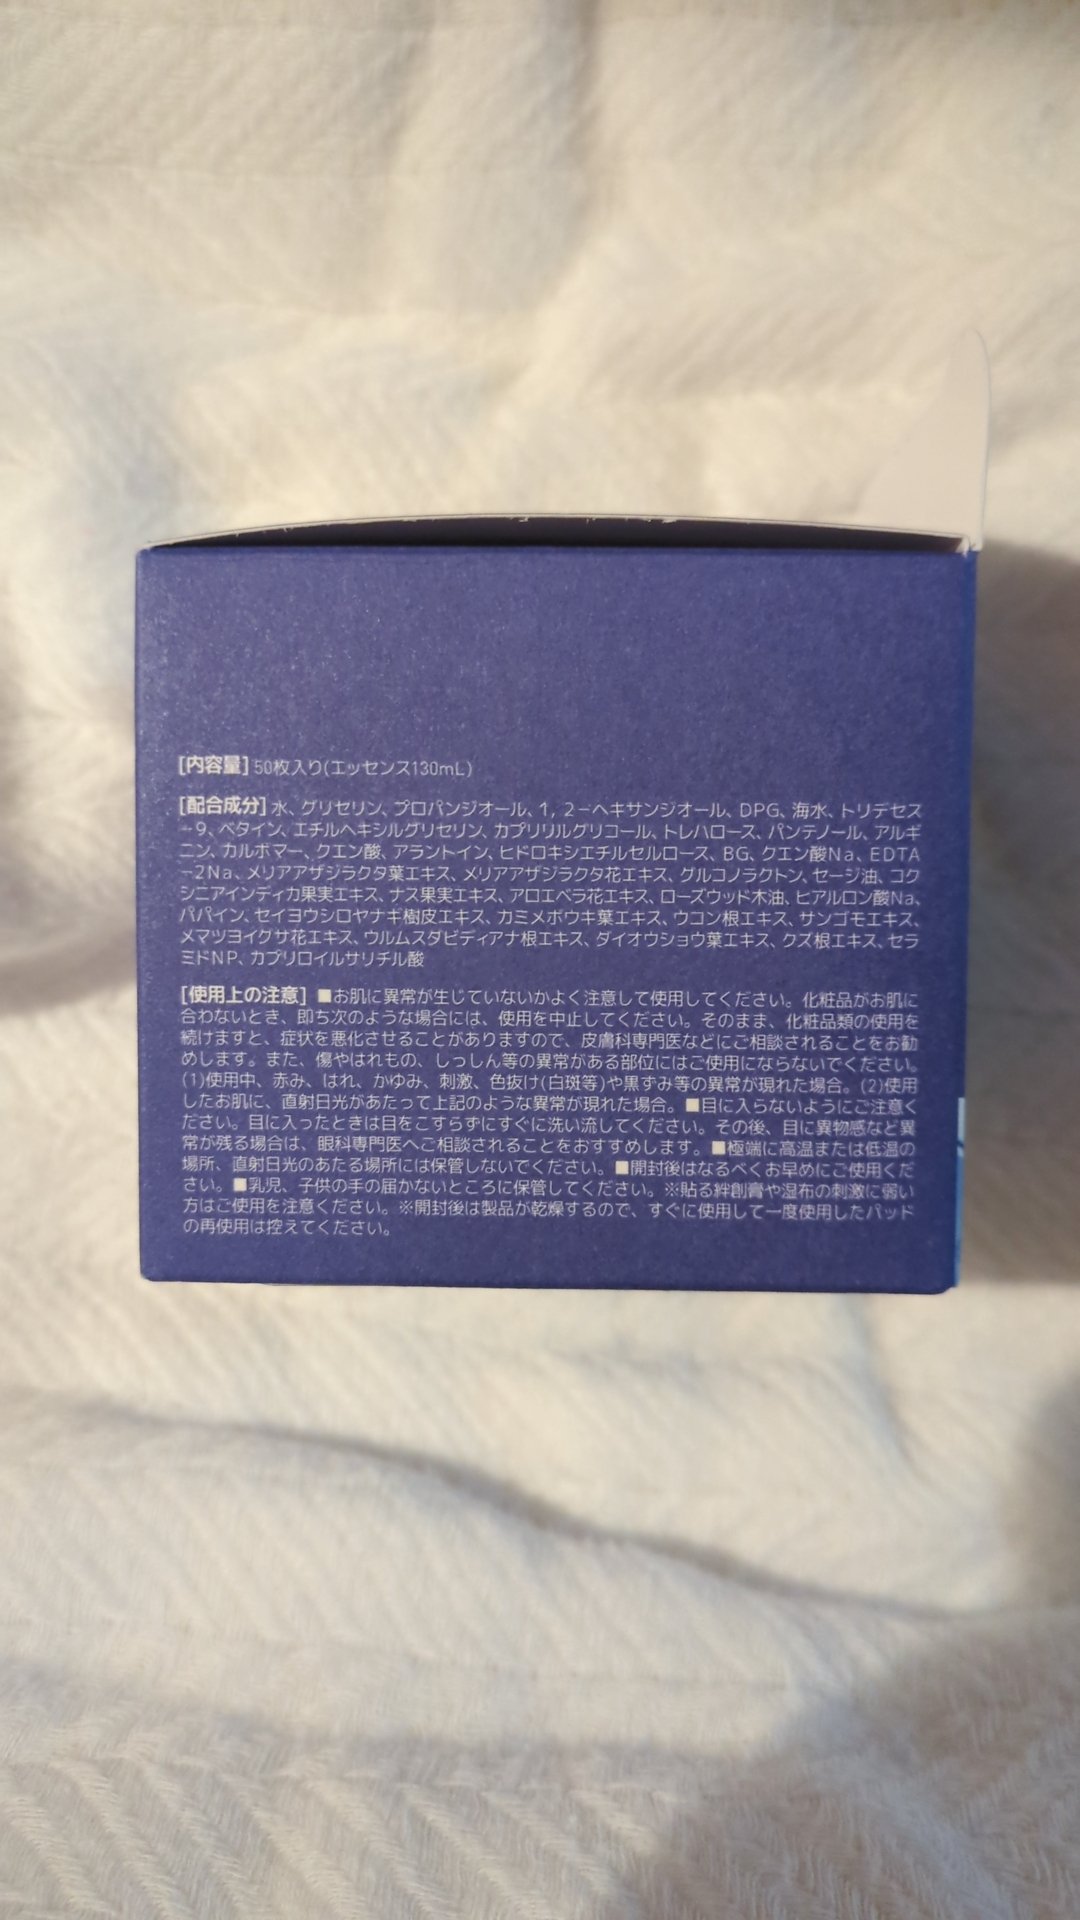 [内容量] 50枚入り(エッセンス130mL)
[配合成分] 水、グリセリン、プロパンジオール、1, 2-ヘキサンジオール、DPG、海水、トリデセス
-9、ベタイン、エチルヘキシルグリセリン、カプリリルグリコール、トレハロース、パンテノール、アルギ
ニン、カルボマー、クエン酸、アラントイン、ヒドロキシエチルセルロース、BG、クエン酸Na、EDTA
-2Na、メリアアザジラクタ葉エキス、メリアアザジラクタ花エキス、グルコノラクトン、セージ油、コク
シニアインディカ果実エキス、ナス果実エキス、アロエベラ花エキス、ローズウッド木油、ヒアルロン酸Na、
パパイン、セイヨウシロヤナギ樹皮エキス、カミメボウキ葉エキス、ウコン根エキス、サンゴモエキス、
メマツヨイグサ花エキス、ウルムスダビディアナ根エキス、ダイオウショウ葉エキス、クズ根エキス、セラ
ミドNP、カプリロイルサリチル酸
[使用上の注意] ■お肌に異常が生じていないかよく注意して使用してください。化粧品がお肌に
合わないとき、即ち次のような場合には、使用を中止してください。そのまま、化粧品類の使用を
続けますと、症状を悪化させることがありますので、皮膚科専門医などにご相談されることをお勧
めします。また、傷やはれもの、しっしん等の異常がある部位にはご使用にならないでください。
(1)使用中、赤み、はれ、かゆみ、刺激、色抜け(白斑等)や黒ずみ等の異常が現れた場合。(2)使用
したお肌に、直射日光があたって上記のような異常が現れた場合。■目に入らないようにご注意く
ださい。目に入ったときは目をこすらずにすぐに洗い流してください。その後、目に異物感など異
常が残る場合は、眼科専門医へご相談されることをおすすめします。■極端に高温または低温の
場所、直射日光のあたる場所には保管しないでください。■開封後はなるべくお早めにご使用くだ
さい。■乳児、子供の手の届かないところに保管してください。※貼る絆創膏や湿布の刺激に弱い
方はご使用を注意ください。※開封後は製品が乾燥するので、すぐに使用して一度使用したパッド
の再使用は控えてください。